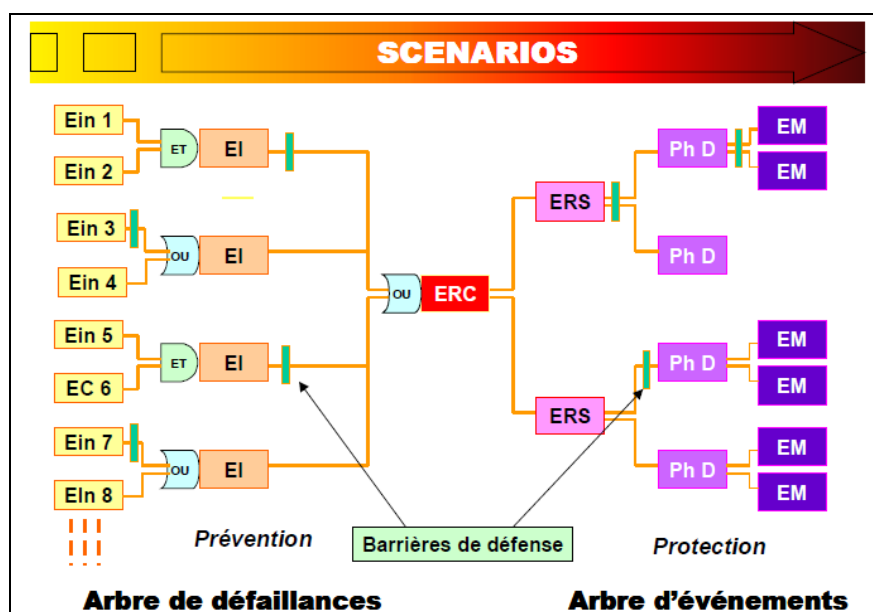 SCENARIOS
Ein 1
Ein 2
ET
EI
Ein 3
Ein 4
OU
EI
Ein 5
EC 6
ET
EI
Ein 7
EIn 8
OU
EI
OU
ERC
ERS
ERS
Ph D
Ph D
Ph D
Ph D
EM
EM
EM
EM
EM
EM
Prévention
Barrières de défense
Protection
Arbre de défaillances
Arbre d'événements